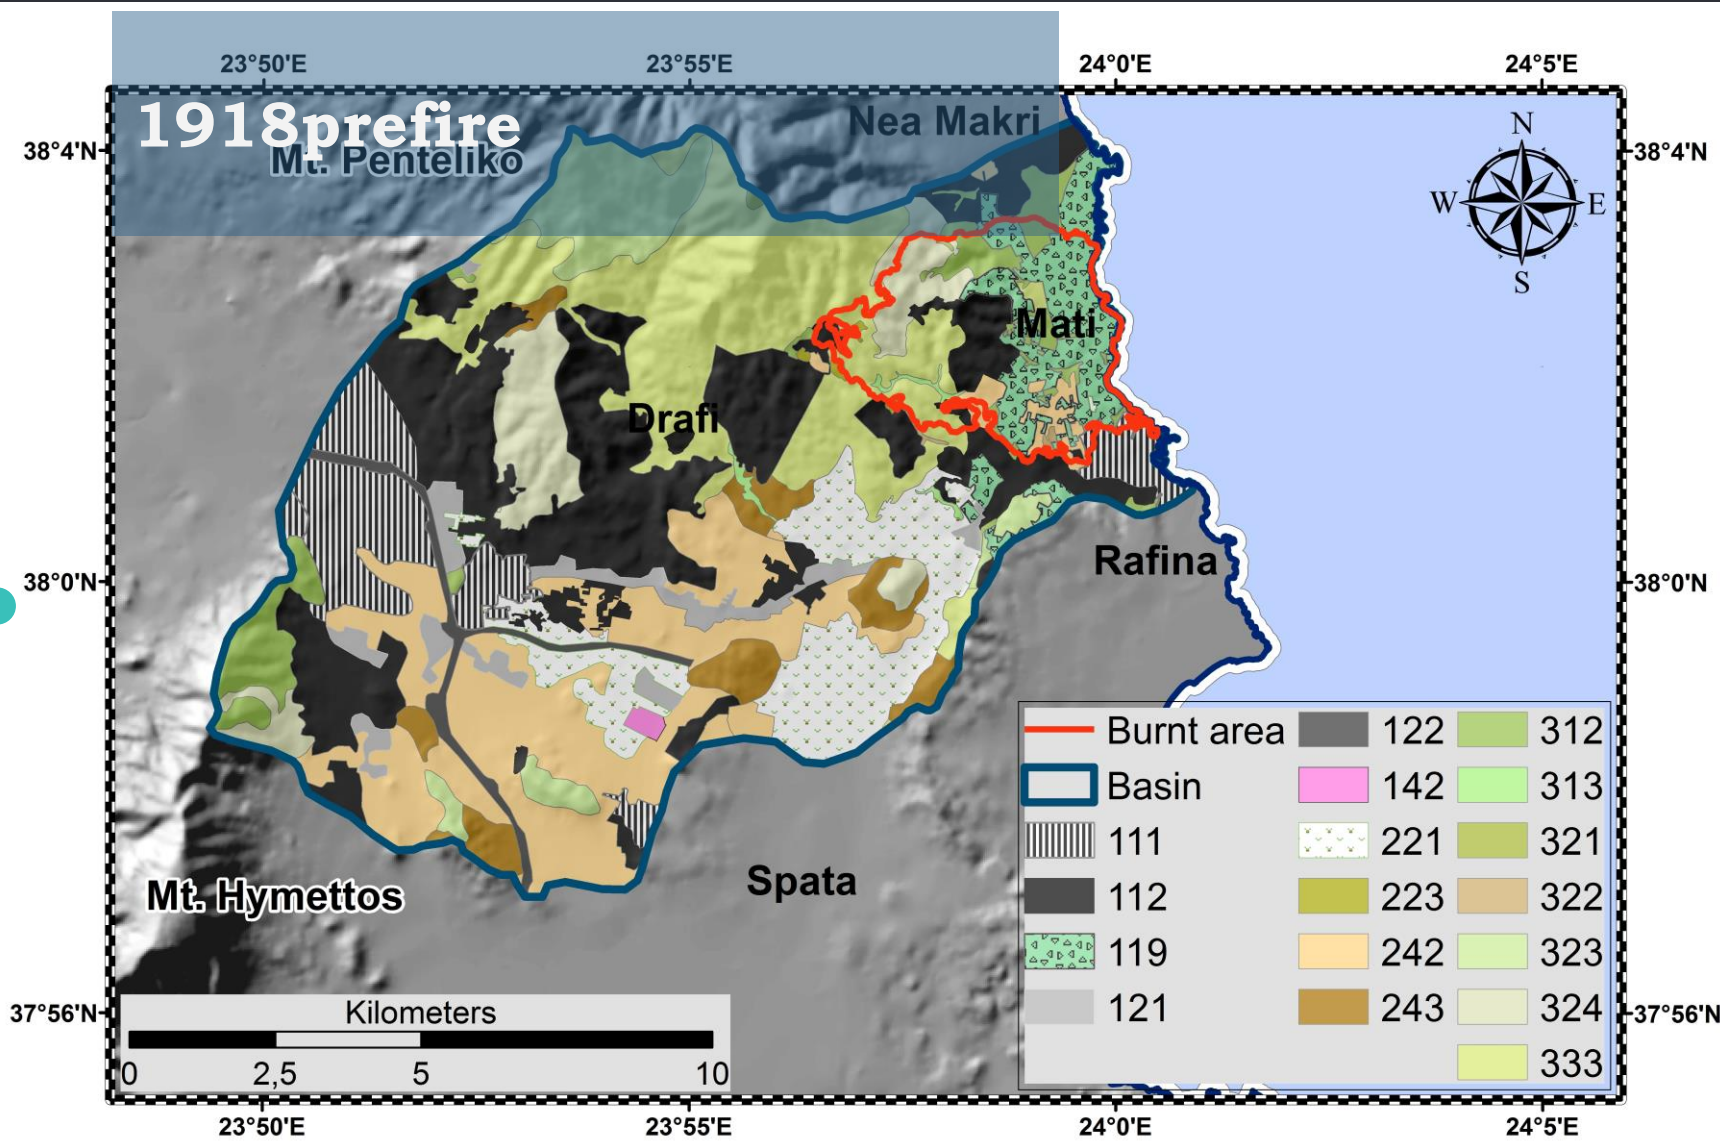 23°50'E 23°55'E 24°0'E 24°5'E
1918prefire
Nea Makri
Mt. Penteliko
38°4'N 38°4'N
N
W E
S
Mati
Drafi
Rafina
38°0'N 38°0'N
Spata
Mt. Hymettos
Burnt area 122 312
Basin 142 313
111 221 321
112 223 322
119 242 323
121 243 324
333
Kilometers
0 2,5 5 10
37°56'N 37°56'N
23°50'E 23°55'E 24°0'E 24°5'E